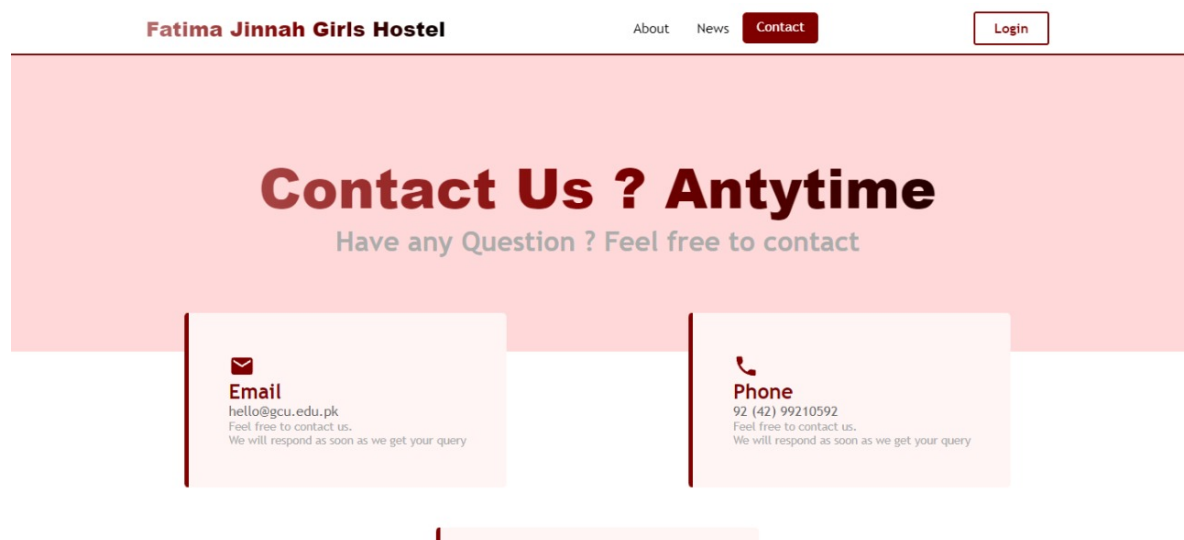 Fatima Jinnah Girls Hostel
About
News
Contact
Login
Contact Us ? Antytime
Have any Question ? Feel free to contact
Email
hello@gcu.edu.pk
Feel free to contact us.
We will respond as soon as we get your query
Phone
92 (42) 99210592
Feel free to contact us.
We will respond as soon as we get your query